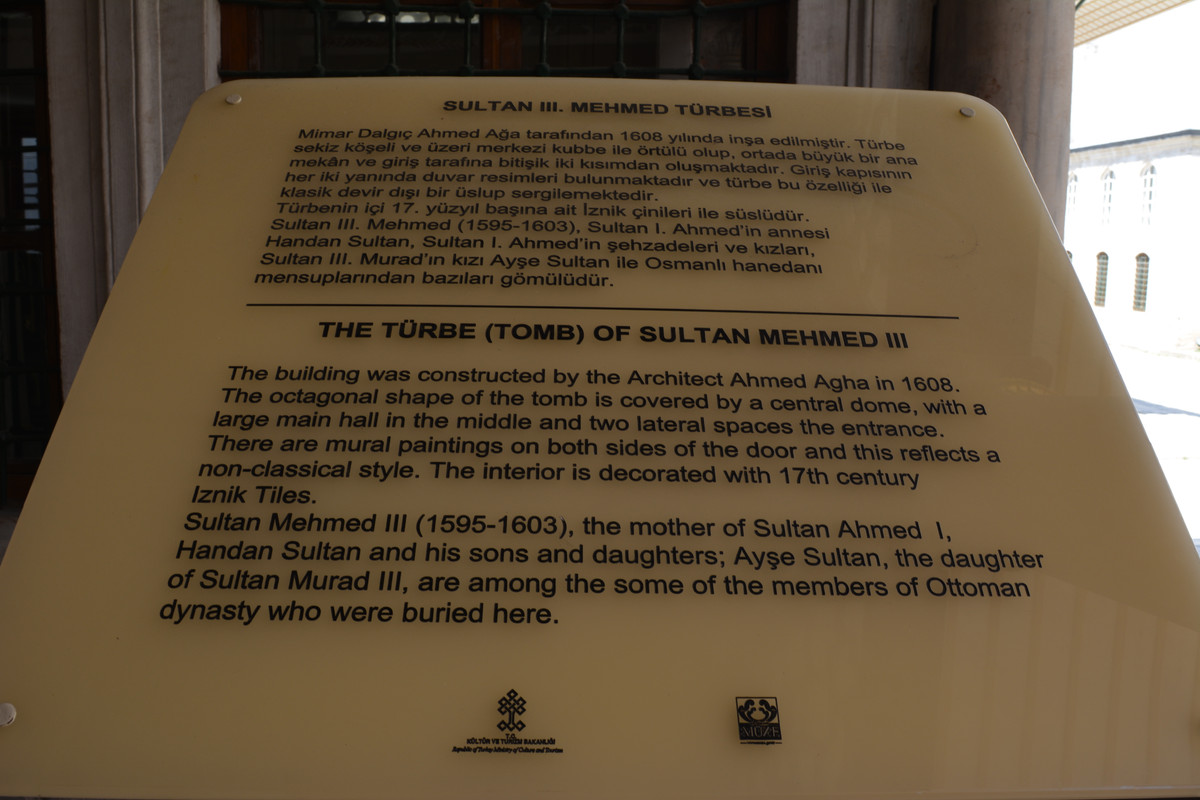 SULTAN III. MEHMED TÜRBESİ
Mimar Dalgıç Ahmed Ağa tarafından 1608 yılında inşa edilmiştir. Türbe
sekiz köşeli ve üzeri merkezi kubbe ile örtülü olup, ortada büyük bir ana
mekân ve giriş tarafına bitişik iki kısımdan oluşmaktadır. Giriş kapısının
her iki yanında duvar resimleri bulunmaktadır ve türbe bu özelliği ile
klasik devir dışı bir üslup sergilemektedir.
Türbenin içi 17. yüzyıl başına ait İznik çinileri ile süslüdür.
Sultan III. Mehmed (1595-1603), Sultan I. Ahmed'in annesi
Handan Sultan, Sultan I. Ahmed'in şehzadeleri ve kızları,
Sultan III. Murad'ın kızı Ayşe Sultan ile Osmanlı hanedanı
mensuplarından bazıları gömülüdür.
THE TÜRBE (TOMB) OF SULTAN MEHMED III
The building was constructed by the Architect Ahmed Agha in 1608.
The octagonal shape of the tomb is covered by a central dome, with a
large main hall in the middle and two lateral spaces the entrance.
There are mural paintings on both sides of the door and this reflects a
non-classical style. The interior is decorated with 17th century
Iznik Tiles.
Sultan Mehmed III (1595-1603), the mother of Sultan Ahmed I,
Handan Sultan and his sons and daughters; Ayşe Sultan, the daughter
of Sultan Murad III, are among the some of the members of Ottoman
dynasty who were buried here.
T.C.
KÜLTÜR VE TURİZM BAKANLIĞI
Republic of Turkey Ministry of Culture and Tourism
MÜZE